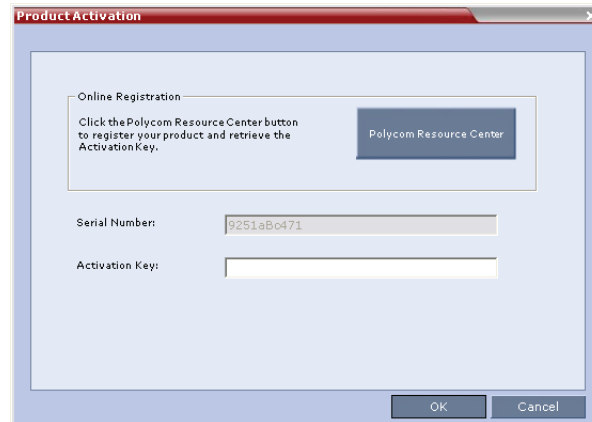 Product Activation
Online Registration
Click the Polycom Resource Center button
to register your product and retrieve the
Activation Key.
Polycom Resource Center
Serial Number:
9251aBc471
Activation Key:
OK
Cancel